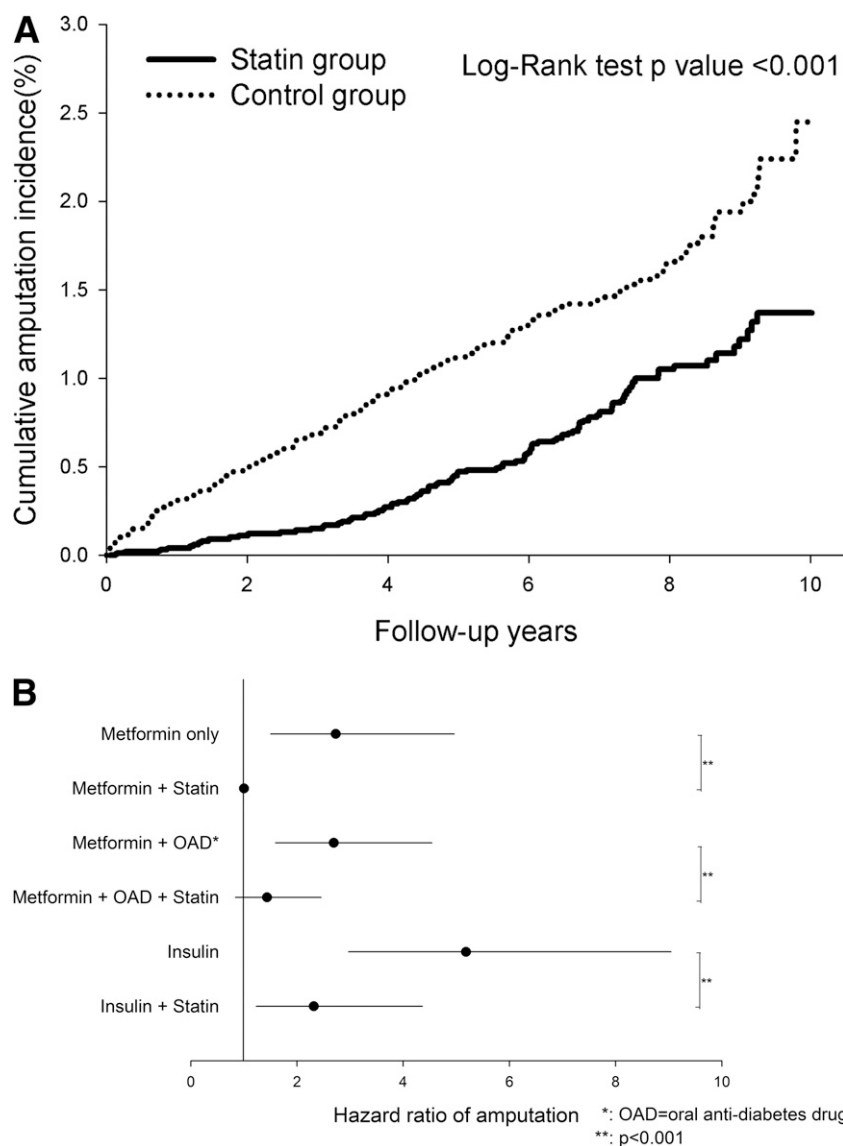 A
3.0
2.5
2.0
1.5
1.0
0.5
0.0
Cumulative amputation incidence(%)
Statin group
Control group
Log-Rank test p value <0.001
0 2 4 6 8 10
Follow-up years
B
Metformin only
Metformin + Statin
Metformin + OAD*
Metformin + OAD + Statin
Insulin
Insulin + Statin
**
**
**
0 2 4 6 8 10
Hazard ratio of amputation
*: OAD=oral anti-diabetes drug
**: p<0.001